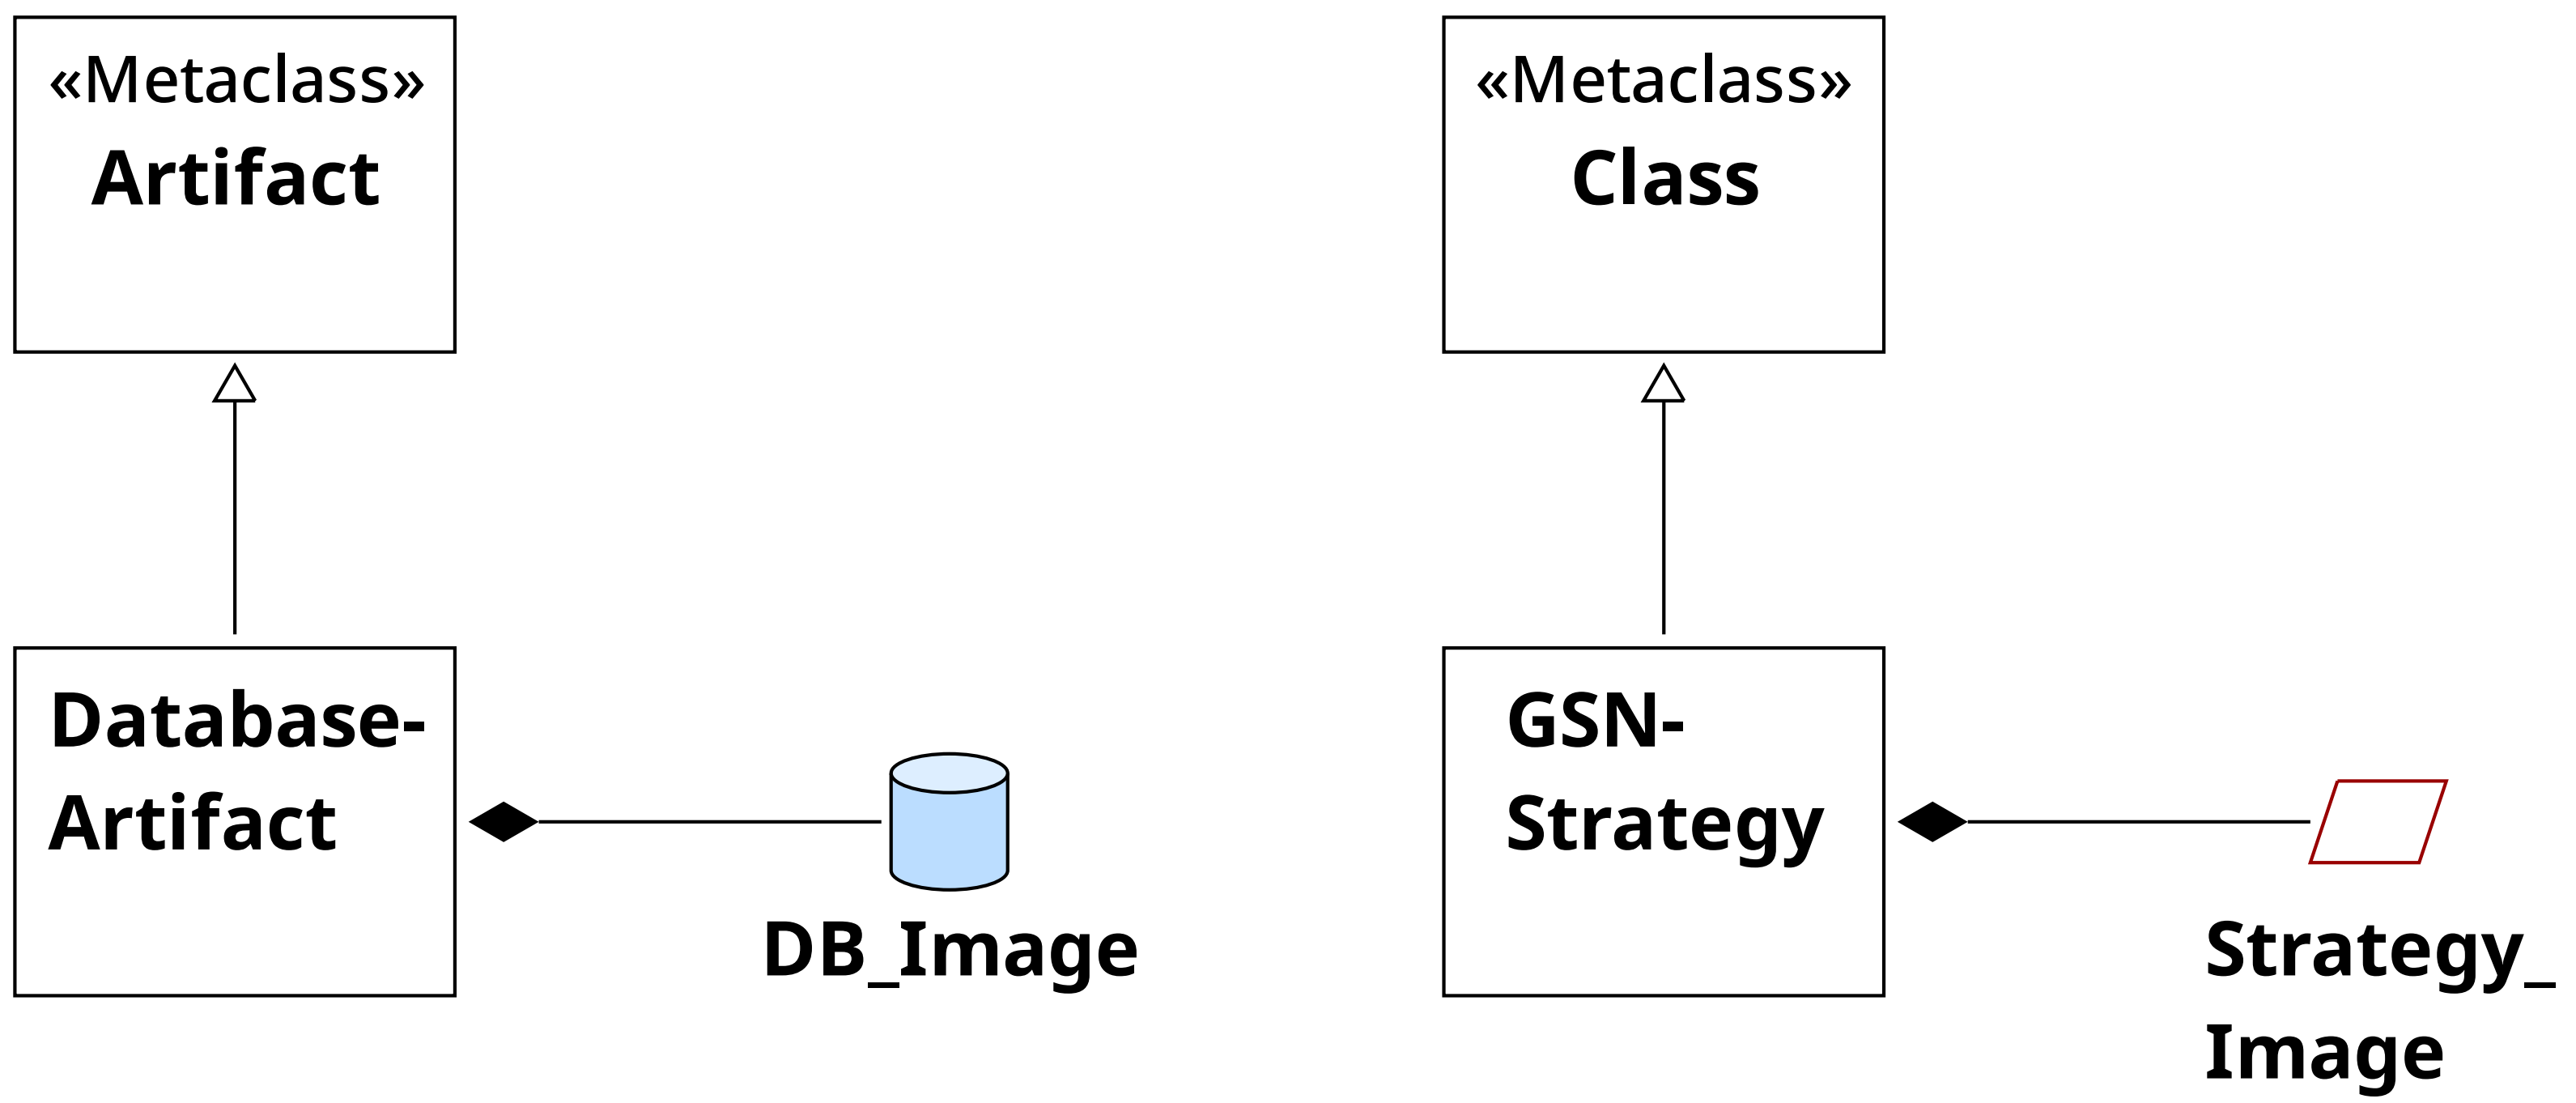 «Metaclass»
Artifact
«Metaclass»
Class
Database-
Artifact
DB_Image
GSN-
Strategy
Strategy_
Image